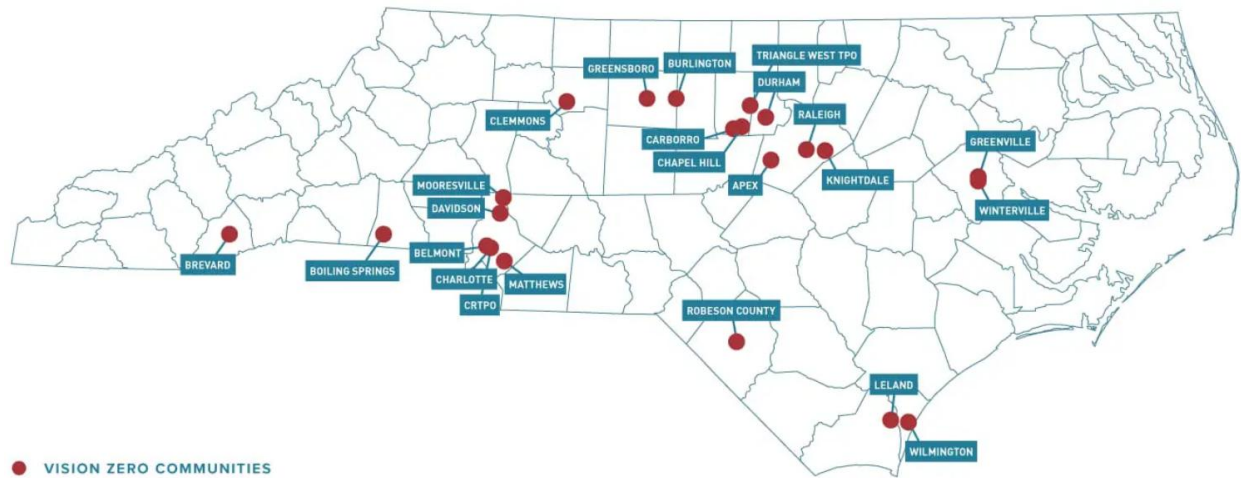 TRIANGLE WEST TPO
GREENSBORO
BURLINGTON
DURHAM
CLEMMONS
RALEIGH
CARBORRO
CHAPEL HILL
GREENVILLE
MOORESVILLE
APEX
KNIGHTDALE
DAVIDSON
WINTERVILLE
BELMONT
BREVARD
BOILING SPRINGS
CHARLOTTE
MATTHEWS
CRTPO
ROBESON COUNTY
LELAND
WILMINGTON
VISION ZERO COMMUNITIES